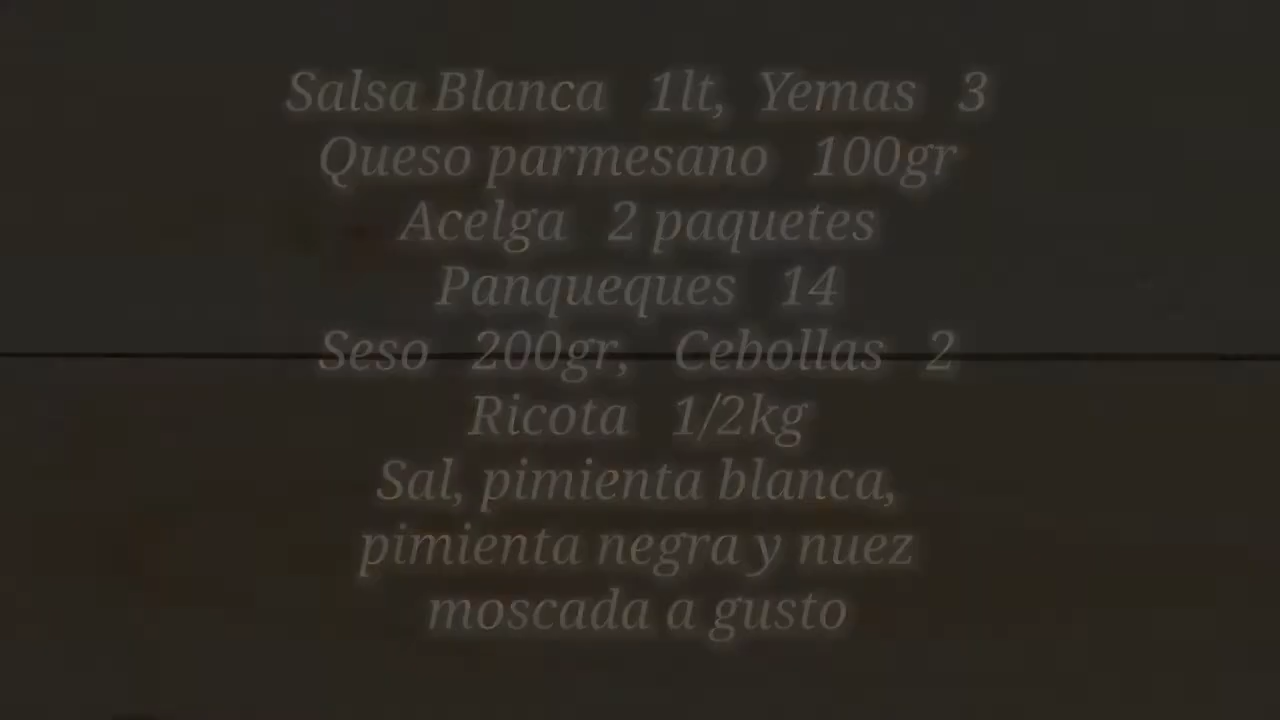 Salsa Blanca 1lt, Yemas 3
Queso parmesano 100gr
Acelga 2 paquetes
Panqueques 14
Seso 200gr, Cebollas 2
Ricota 1/2kg
Sal, pimienta blanca,
pimienta negra y nuez
moscada a gusto